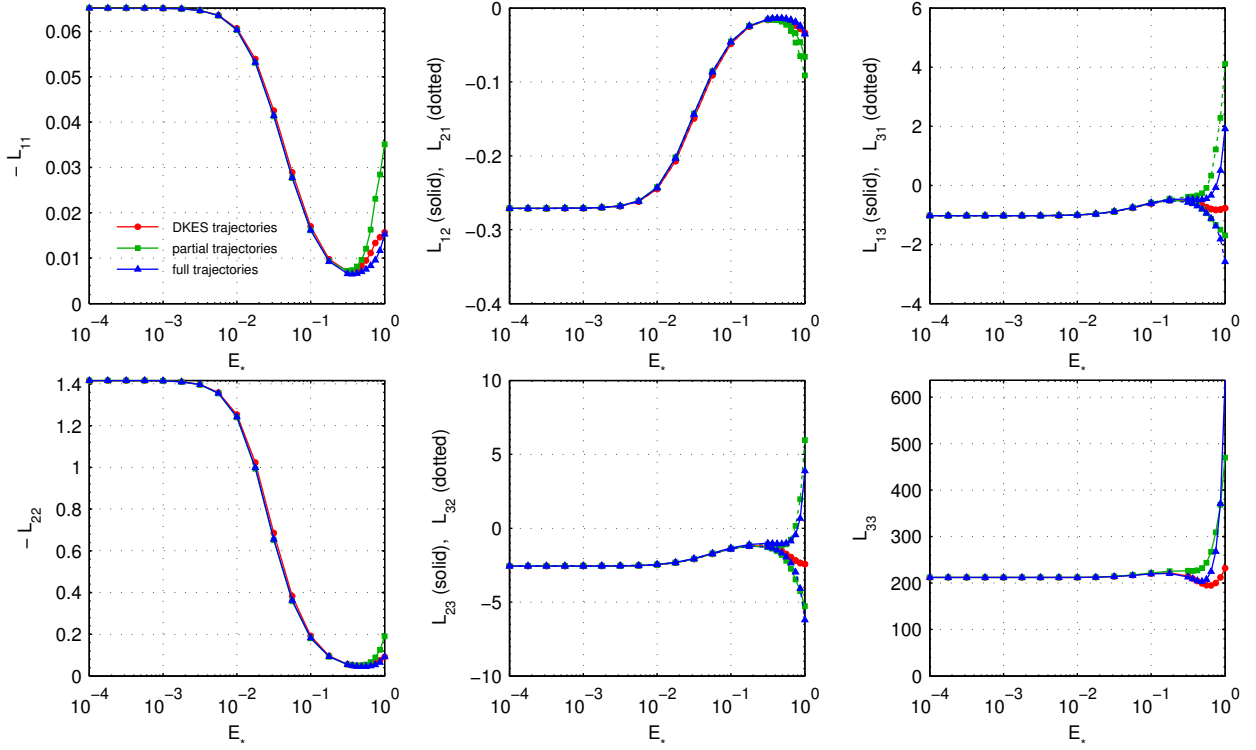 0.06
0.05
0.04
0.03
0.02
0.01
0
− L11
DKES trajectories
partial trajectories
full trajectories
10−4 10−3 10−2 10−1 100
E*
0
−0.1
−0.2
−0.3
−0.4
L12 (solid), L21 (dotted)
10−4 10−3 10−2 10−1 100
E*
6
4
2
0
−2
−4
L13 (solid), L31 (dotted)
10−4 10−3 10−2 10−1 100
E*
1.4
1.2
1
0.8
0.6
0.4
0.2
0
− L22
10−4 10−3 10−2 10−1 100
E*
10
5
0
−5
−10
L23 (solid), L32 (dotted)
10−4 10−3 10−2 10−1 100
E*
600
500
400
300
200
100
0
L33
10−4 10−3 10−2 10−1 100
E*